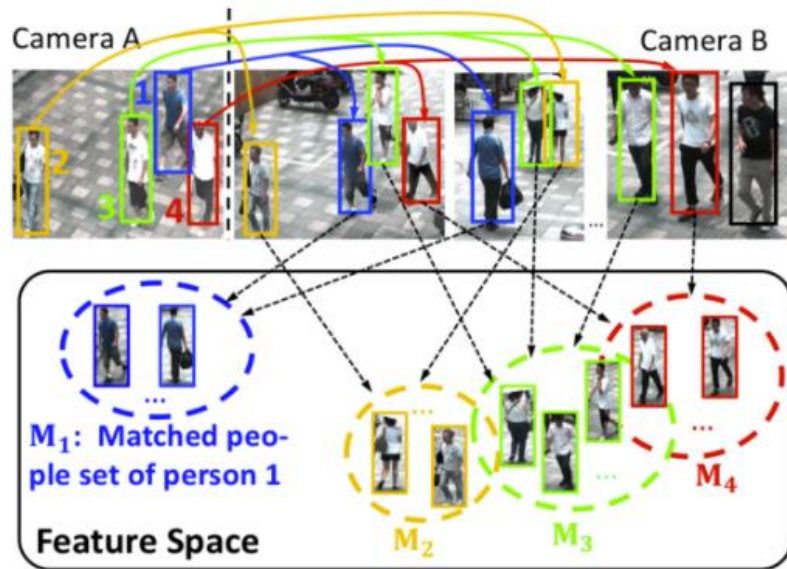 Camera A
Camera B
1
2
3
4
...
...
...
...
...
M₁: Matched peo-
ple set of person 1
M₂
M₃
M₄
Feature Space